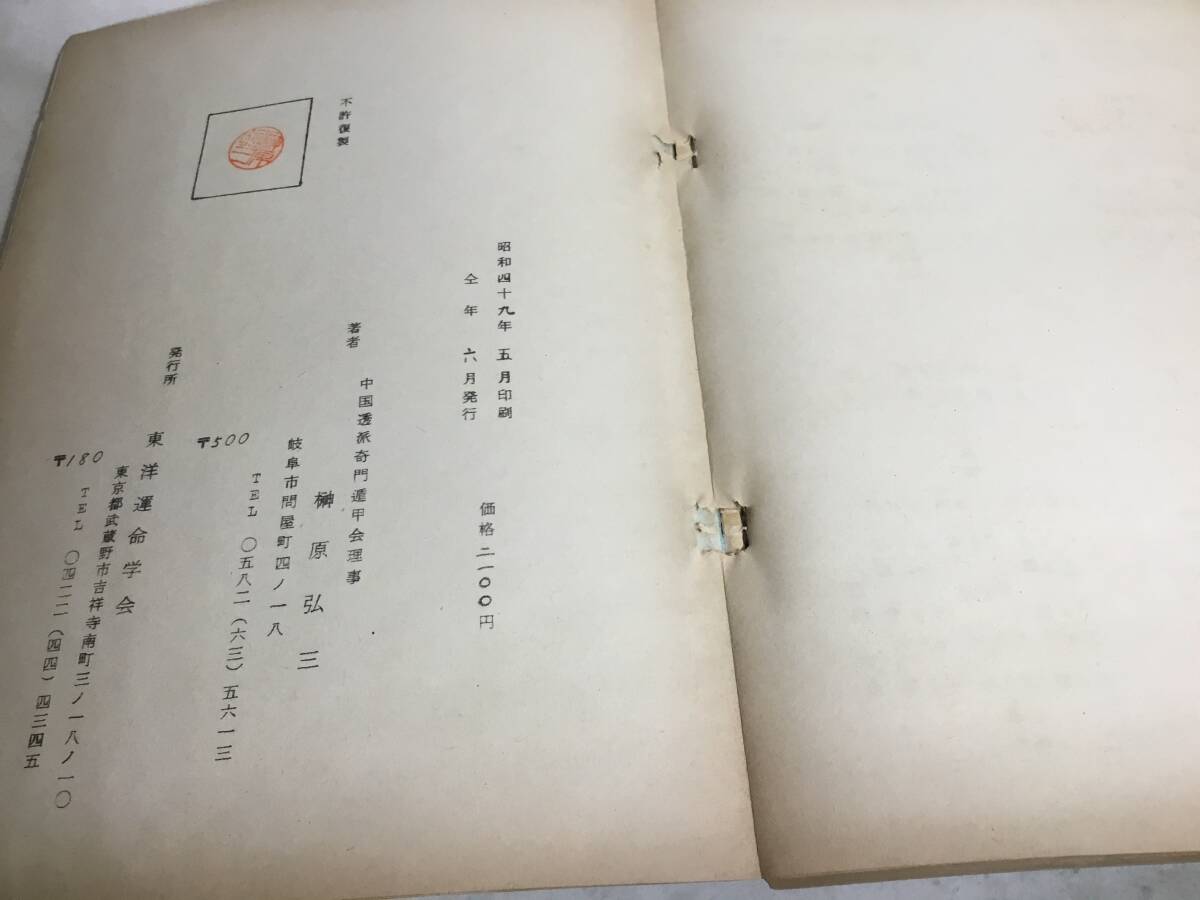 昭和四十九年 五月印刷
仝年 六月発行
価格二一〇〇円
不許復製
著者 中国透派奇門遁甲会理事
榊原弘三
岐阜市問屋町四ノ一八
TEL 〇五八二(六三)五六一三
〒500
発行所 東洋運命学会
東京都武蔵野市吉祥寺南町三ノ一八ノ一〇
TEL 〇四二二(四四)四三四五
〒180